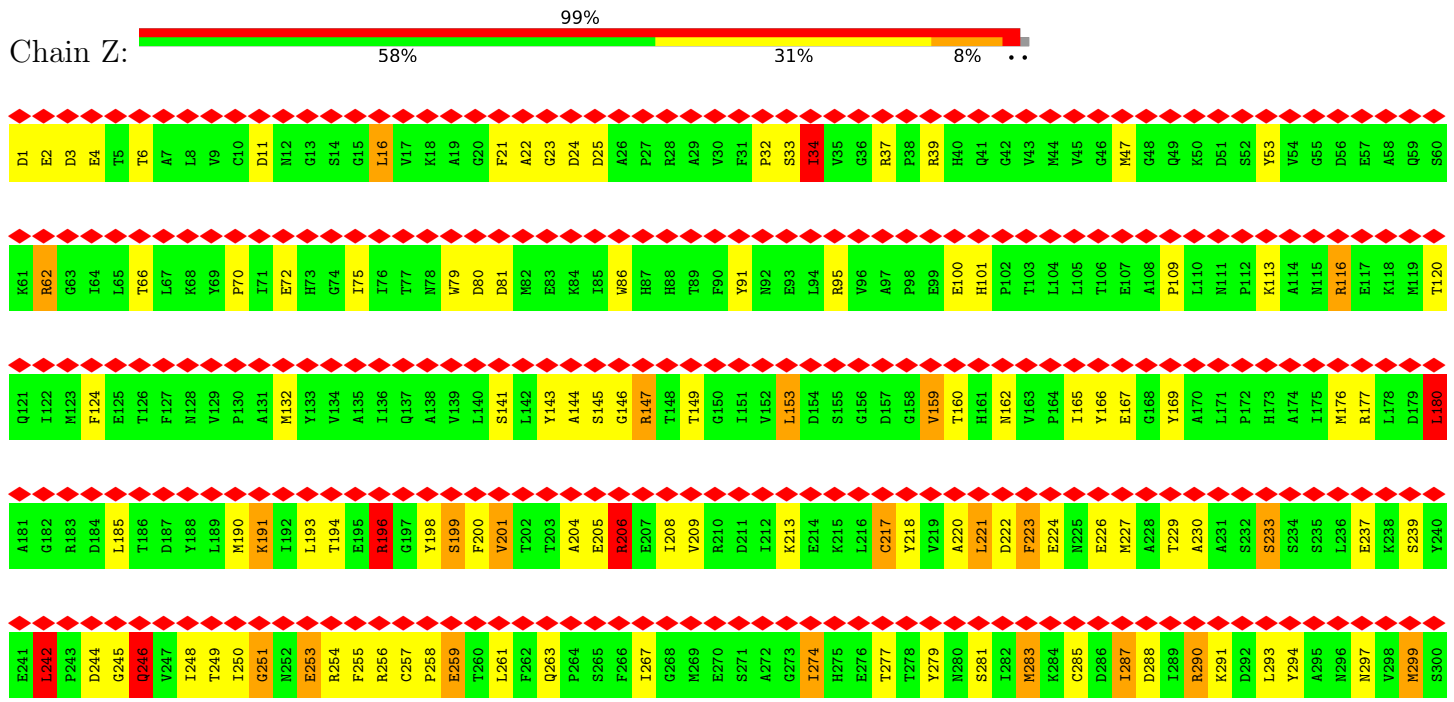 99%
Chain Z:
58% 31% 8% • •
D1 E2 D3 E4 T5 T6 A7 L8 V9 C10 D11 N12 G13 S14 G15 L16 V17 K18 A19 G20 F21 A22 G23 D24 D25 A26 P27 R28 A29 V30 F31 P32 S33 I34 V35 G36 R37 P38 R39 H40 Q41 G42 V43 M44 V45 G46 M47 G48 Q49 K50 D51 S52 Y53 V54 G55 D56 E57 A58 Q59 S60
K61 R62 G63 I64 L65 T66 L67 K68 Y69 P70 I71 E72 H73 G74 I75 I76 T77 N78 W79 D80 D81 M82 E83 K84 I85 W86 H87 H88 T89 F90 Y91 N92 E93 L94 R95 V96 A97 P98 E99 E100 H101 P102 T103 L104 L105 T106 E107 A108 P109 L110 N111 P112 K113 A114 N115 R116 E117 K118 M119 T120
Q121 I122 M123 F124 E125 T126 F127 N128 V129 P130 A131 M132 Y133 V134 A135 I136 Q137 A138 V139 L140 S141 L142 Y143 A144 S145 G146 R147 T148 T149 G150 I151 V152 L153 D154 S155 G156 D157 G158 V159 T160 H161 N162 V163 P164 I165 Y166 E167 G168 Y169 A170 L171 P172 H173 A174 I175 M176 R177 L178 D179 L180
A181 G182 R183 D184 L185 T186 D187 Y188 L189 M190 K191 I192 L193 T194 E195 R196 G197 Y198 S199 F200 V201 T202 T203 A204 E205 R206 E207 I208 V209 R210 D211 I212 K213 E214 K215 L216 C217 Y218 V219 A220 L221 D222 F223 E224 N225 E226 M227 A228 T229 A230 A231 S232 S233 S234 S235 L236 E237 K238 S239 Y240
E241 L242 P243 D244 G245 Q246 V247 I248 T249 I250 G251 N252 E253 R254 F255 R256 C257 P258 E259 T260 L261 F262 Q263 P264 S265 F266 I267 G268 M269 E270 S271 A272 G273 I274 H275 E276 T277 T278 Y279 N280 S281 I282 M283 K284 C285 D286 I287 D288 I289 R290 K291 D292 L293 Y294 A295 N296 N297 V298 M299 S300